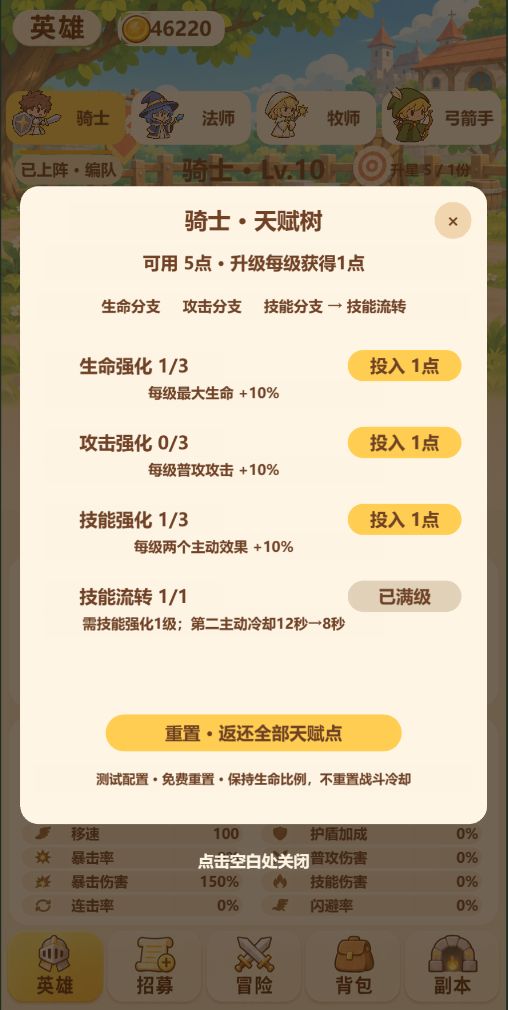 英雄
46220
骑士
法师
牧师
弓箭手
已上阵·编队
骑士·Lv.10
升星 5 / 1份
骑士·天赋树
×
可用 5点·升级每级获得1点
生命分支 攻击分支 技能分支 → 技能流转
生命强化 1/3
投入 1点
每级最大生命 +10%
攻击强化 0/3
投入 1点
每级普攻攻击 +10%
技能强化 1/3
投入 1点
每级两个主动效果 +10%
技能流转 1/1
已满级
需技能强化1级；第二主动冷却12秒→8秒
重置·返还全部天赋点
测试配置·免费重置·保持生命比例，不重置战斗冷却
移速 100 护盾加成 0%
暴击率 普攻伤害 0%
点击空白处关闭
暴击伤害 150% 技能伤害 0%
连击率 0% 闪避率 0%
英雄
招募
冒险
背包
副本